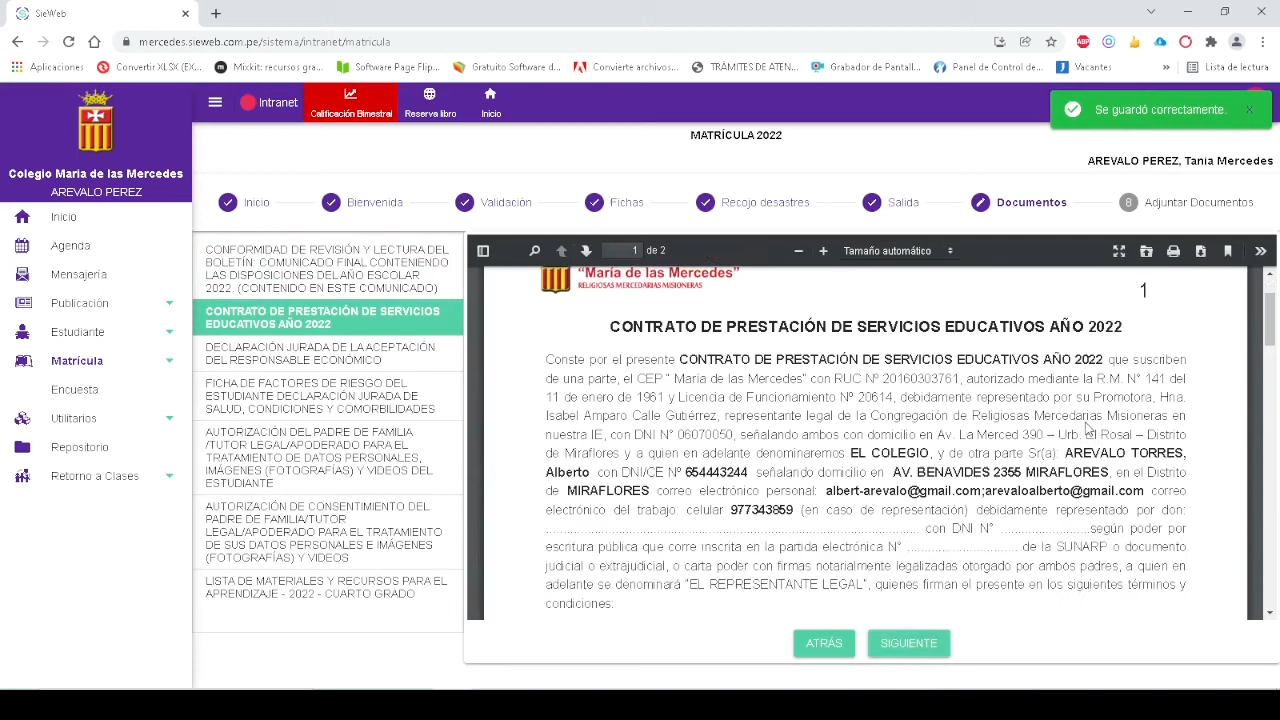 SieWeb
mercedes.sieweb.com.pe/sistema/intranet/matricula
Aplicaciones
Convertir XLSX (EX...
Mixkit: recursos gra...
Software Page Flip...
Gratuito Software d...
Convierte archivos...
TRÁMITES DE ATEN...
Grabador de Pantall...
Panel de Control de...
Vacantes
»
Lista de lectura
ABP
Intranet
Calificación Bimestral
Reserva libro
Inicio
Se guardó correctamente.
MATRÍCULA 2022
AREVALO PEREZ, Tania Mercedes
Colegio Maria de las Mercedes
AREVALO PEREZ
Inicio
Agenda
Mensajería
Publicación
Estudiante
Matrícula
Encuesta
Utilitarios
Repositorio
Retorno a Clases
Inicio
Bienvenida
Validación
Fichas
Recojo desastres
Salida
Documentos
8 Adjuntar Documentos
CONFORMIDAD DE REVISIÓN Y LECTURA DEL
BOLETÍN: COMUNICADO FINAL CONTENIENDO
LAS DISPOSICIONES DEL AÑO ESCOLAR
2022. (CONTENIDO EN ESTE COMUNICADO)
CONTRATO DE PRESTACIÓN DE SERVICIOS
EDUCATIVOS AÑO 2022
DECLARACIÓN JURADA DE LA ACEPTACIÓN
DEL RESPONSABLE ECONÓMICO
FICHA DE FACTORES DE RIESGO DEL
ESTUDIANTE DECLARACIÓN JURADA DE
SALUD, CONDICIONES Y COMORBILIDADES
AUTORIZACIÓN DEL PADRE DE FAMILIA
/TUTOR LEGAL/APODERADO PARA EL
TRATAMIENTO DE DATOS PERSONALES,
IMÁGENES (FOTOGRAFÍAS) Y VIDEOS DEL
ESTUDIANTE
AUTORIZACIÓN DE CONSENTIMIENTO DEL
PADRE DE FAMILIA/TUTOR
LEGAL/APODERADO PARA EL TRATAMIENTO
DE SUS DATOS PERSONALES E IMÁGENES
(FOTOGRAFÍAS) Y VIDEOS
LISTA DE MATERIALES Y RECURSOS PARA EL
APRENDIZAJE - 2022 - CUARTO GRADO
1 de 2
Tamaño automático
"María de las Mercedes"
RELIGIOSAS MERCEDARIAS MISIONERAS
1
CONTRATO DE PRESTACIÓN DE SERVICIOS EDUCATIVOS AÑO 2022
Conste por el presente CONTRATO DE PRESTACIÓN DE SERVICIOS EDUCATIVOS AÑO 2022 que suscriben
de una parte, el CEP " María de las Mercedes" con RUC Nº 20160303761, autorizado mediante la R.M. N° 141 del
11 de enero de 1961 y Licencia de Funcionamiento Nº 20614, debidamente representado por su Promotora, Hna.
Isabel Amparo Calle Gutiérrez, representante legal de la Congregación de Religiosas Mercedarias Misioneras en
nuestra IE, con DNI N° 06070050, señalando ambos con domicilio en Av. La Merced 390 – Urb. el Rosal – Distrito
de Miraflores y a quien en adelante denominaremos EL COLEGIO, y de otra parte Sr(a): AREVALO TORRES,
Alberto con DNI/CE Nº 654443244 señalando domicilio en AV. BENAVIDES 2355 MIRAFLORES, en el Distrito
de MIRAFLORES correo electrónico personal: albert-arevalo@gmail.com;arevaloalberto@gmail.com correo
electrónico del trabajo: celular 977343859 (en caso de representación) debidamente representado por don:
.................................................................................................... con DNI N° ........................según poder por
escritura pública que corre inscrita en la partida electrónica N° .............................. de la SUNARP o documento
judicial o extrajudicial, o carta poder con firmas notarialmente legalizadas otorgado por ambos padres, a quien en
adelante se denominará "EL REPRESENTANTE LEGAL", quienes firman el presente en los siguientes términos y
condiciones:
ATRÁS
SIGUIENTE